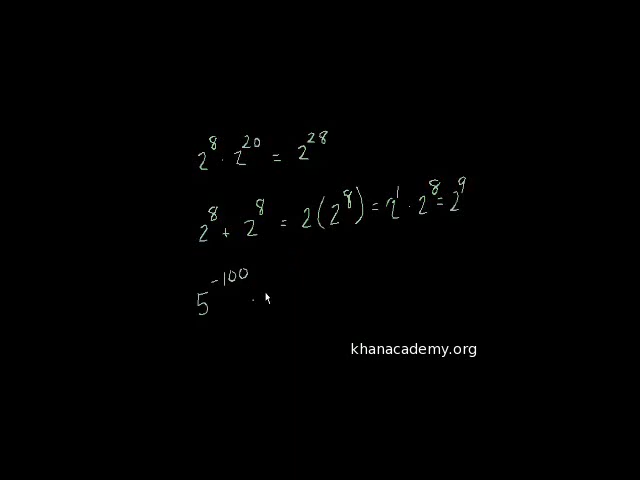 2^8 · 2^20 = 2^28
2^8 + 2^8 = 2(2^8) = 2^1 · 2^8 = 2^9
5^-100 ·
khanacademy.org